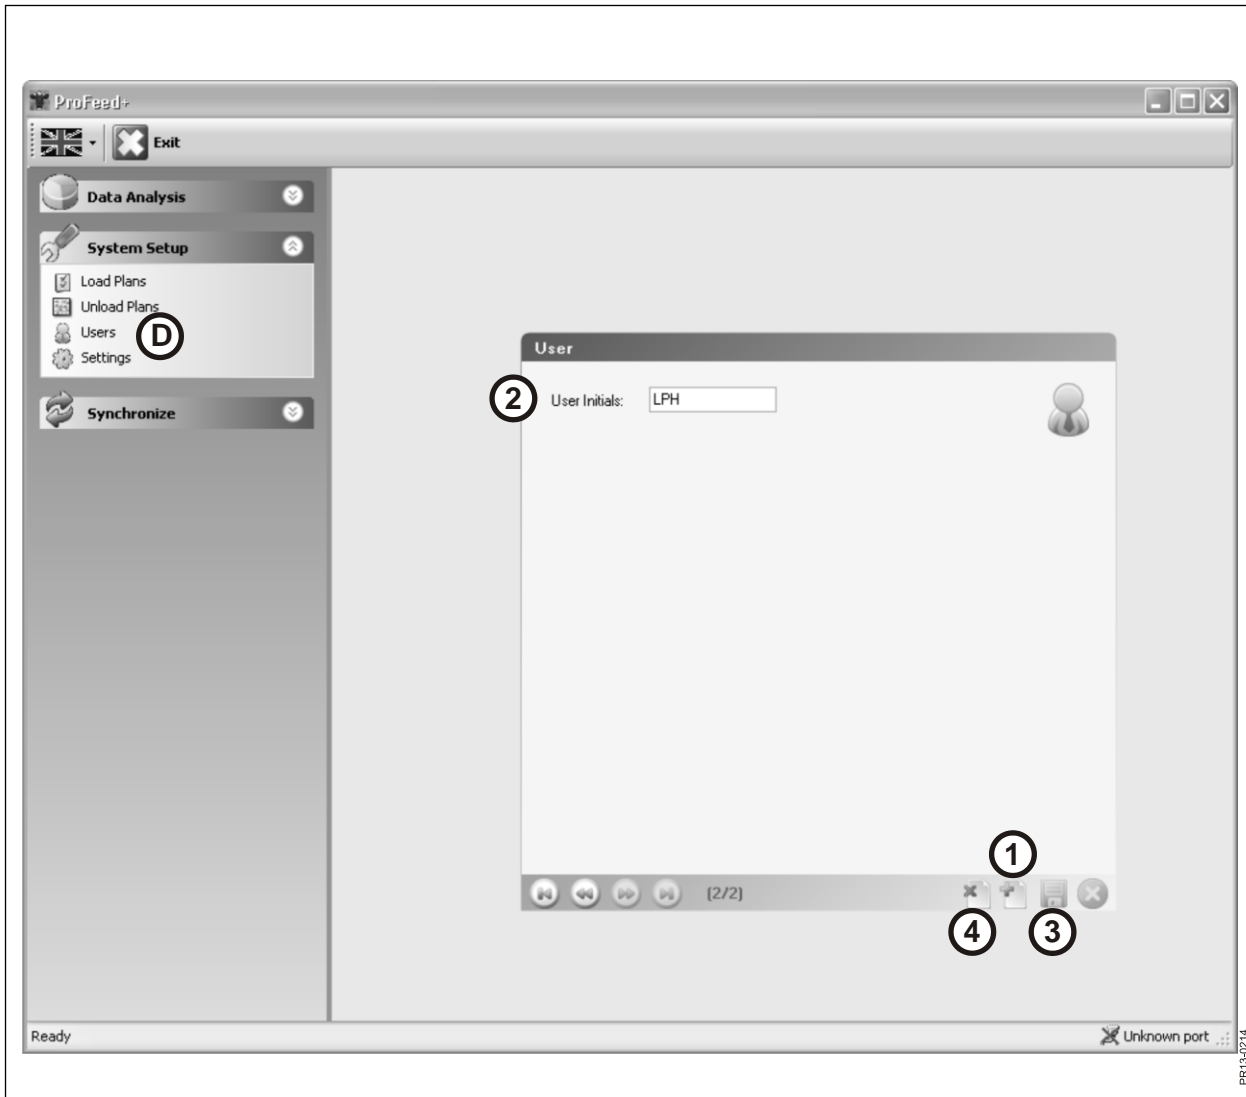 ProFeed+
Exit
Data Analysis
System Setup
Load Plans
Unload Plans
Users
D
Settings
Synchronize
User
2
User Initials:
LPH
1
(2/2)
4
3
Ready
Unknown port
PR13-0214